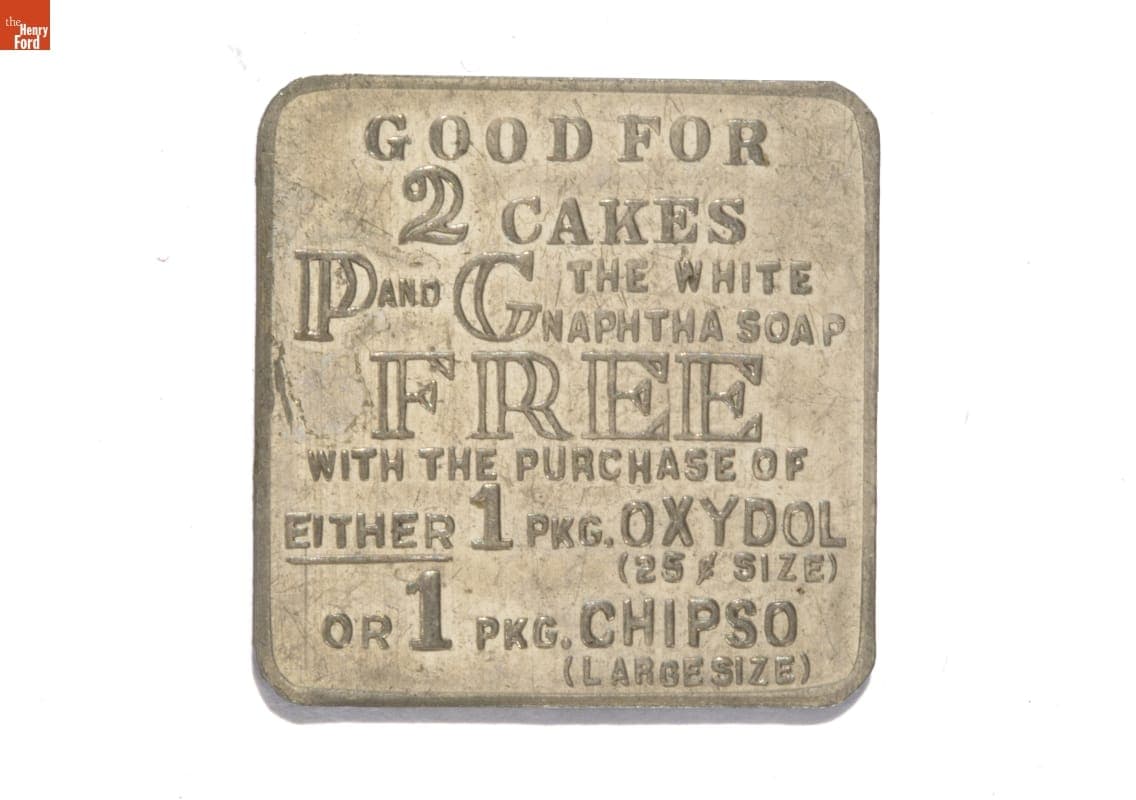 the
Henry
Ford
GOOD FOR
2 CAKES
P AND G THE WHITE
NAPHTHA SOAP
FREE
WITH THE PURCHASE OF
EITHER 1 PKG. OXYDOL
(25¢ SIZE)
OR 1 PKG. CHIPSO
(LARGE SIZE)